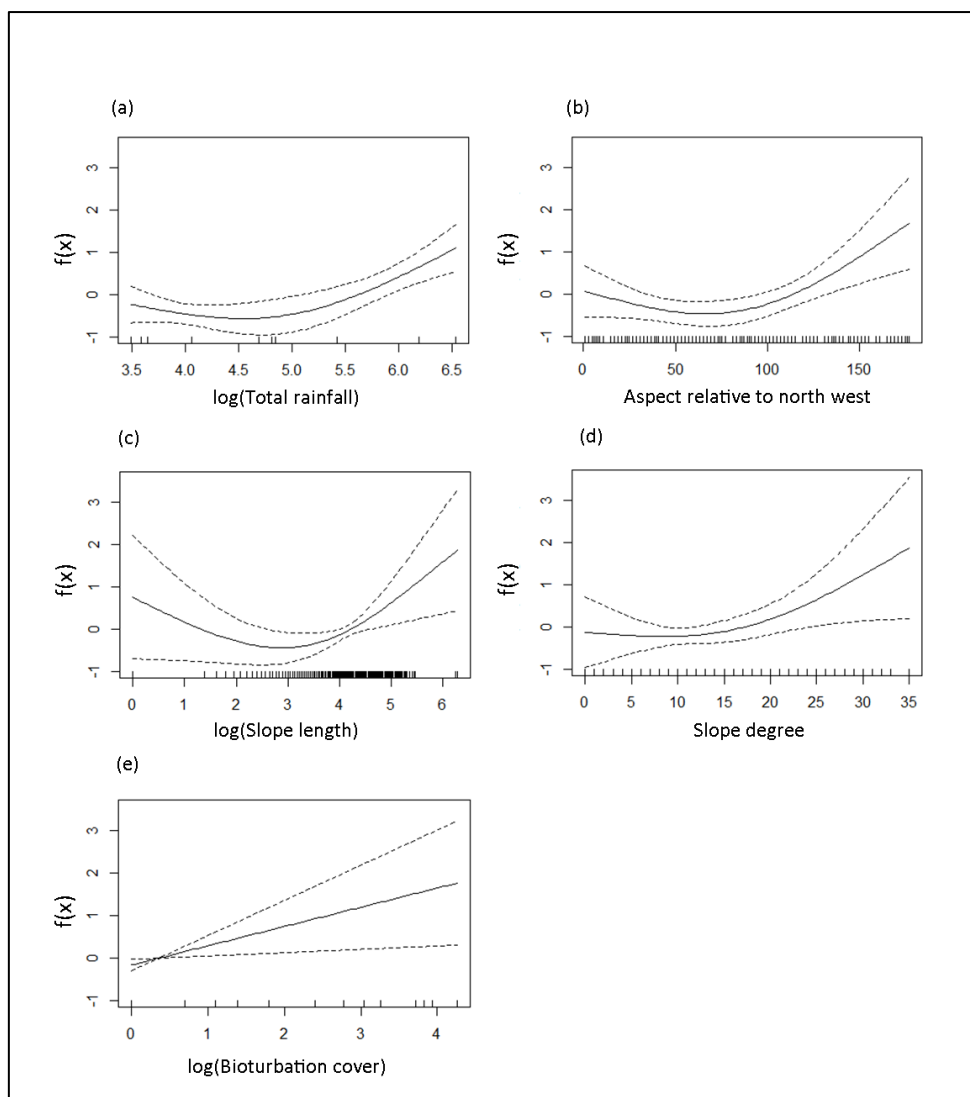 (a)
3
2
1
0
-1
f(x)
3.5 4.0 4.5 5.0 5.5 6.0 6.5
log(Total rainfall)
(b)
3
2
1
0
-1
f(x)
0 50 100 150
Aspect relative to north west
(c)
3
2
1
0
-1
f(x)
0 1 2 3 4 5 6
log(Slope length)
(d)
3
2
1
0
-1
f(x)
0 5 10 15 20 25 30 35
Slope degree
(e)
3
2
1
0
-1
f(x)
0 1 2 3 4
log(Bioturbation cover)